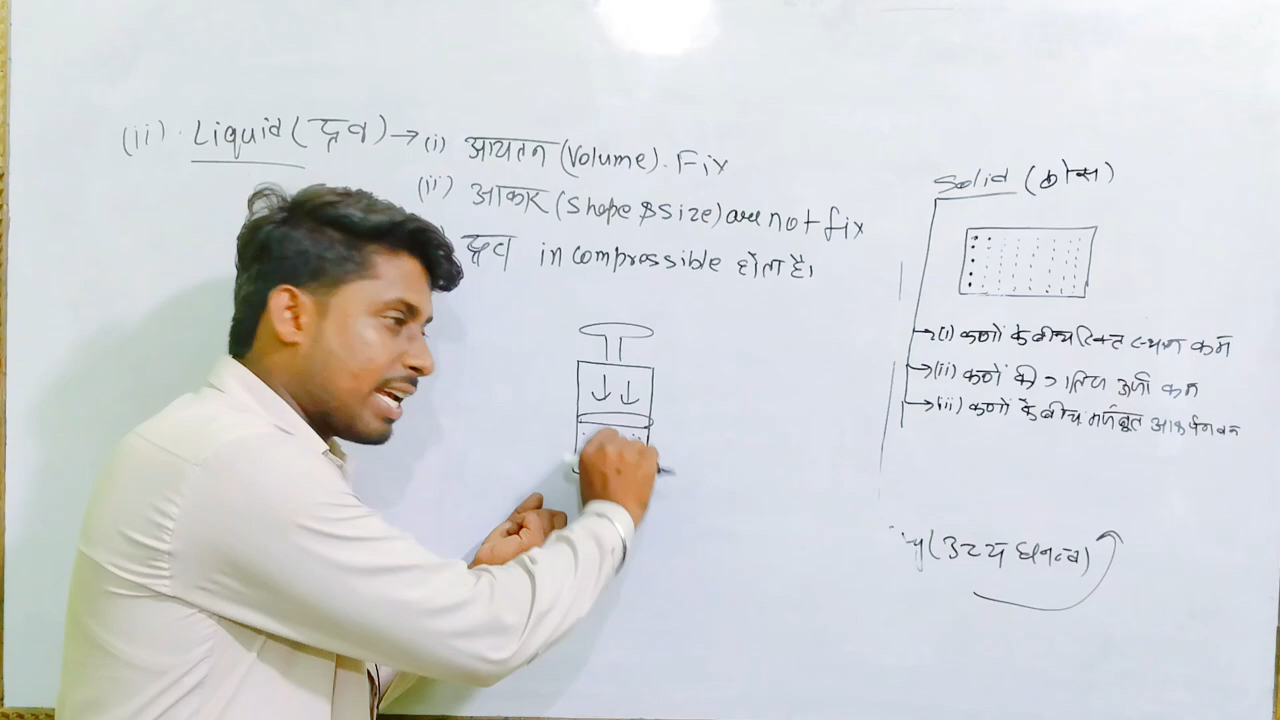 (ii). Liquid (द्रव) → (i) आयतन (Volume). Fix
(ii) आकार (Shape & Size) are not fix
द्रव incompressible होता है।
Solid (ठोस)
→ (i) कणों के बीच रिक्त स्थान कम
→ (ii) कणों की गतिज ऊर्जा कम
→ (iii) कणों के बीच मजबूत आकर्षण बल
y (उच्च घनत्व)